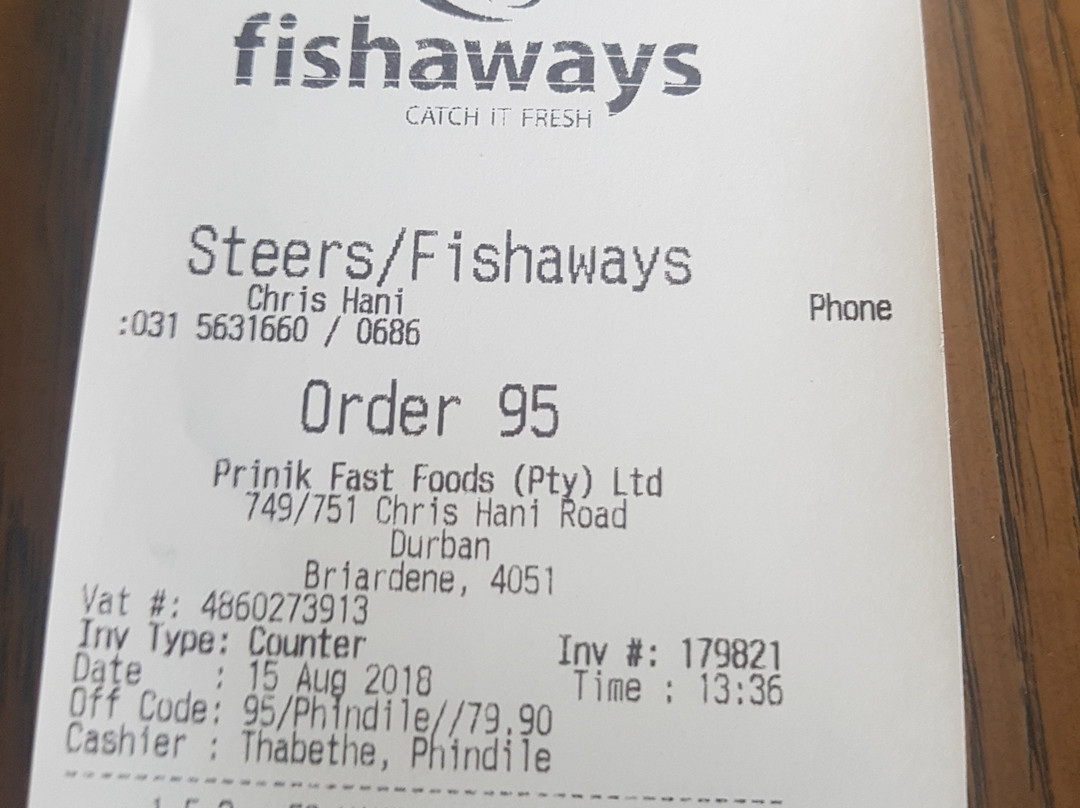 fishaways
CATCH IT FRESH
Steers/Fishaways
Chris Hani Phone
:031 5631660 / 0686
Order 95
Prinik Fast Foods (Pty) Ltd
749/751 Chris Hani Road
Durban
Briardene, 4051
Vat #: 4860273913
Inv Type: Counter Inv #: 179821
Date : 15 Aug 2018 Time : 13:36
Off Code: 95/Phindile//79.90
Cashier : Thabethe, Phindile